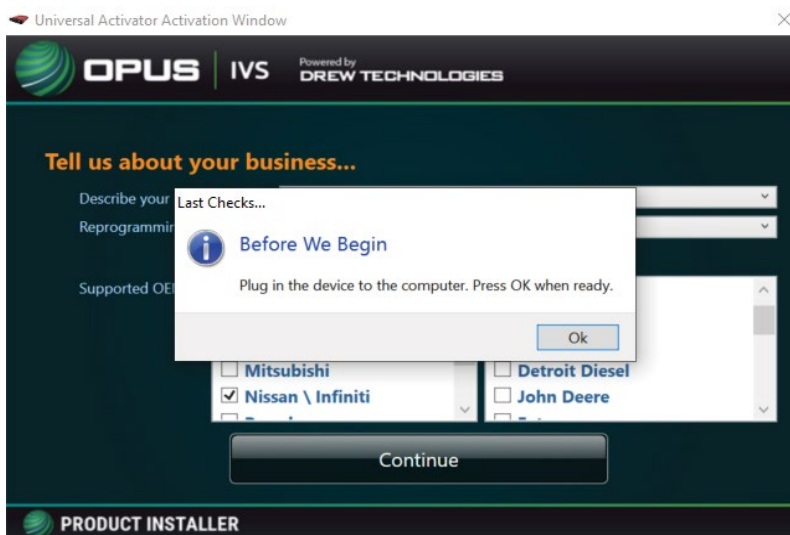 Universal Activator Activation Window
OPUS IVS Powered by
DREW TECHNOLOGIES
Tell us about your business...
Describe your
Reprogrammin
Last Checks...
Before We Begin
Plug in the device to the computer. Press OK when ready.
Ok
Supported OE
Mitsubishi
Nissan \ Infiniti
Detroit Diesel
John Deere
Continue
PRODUCT INSTALLER